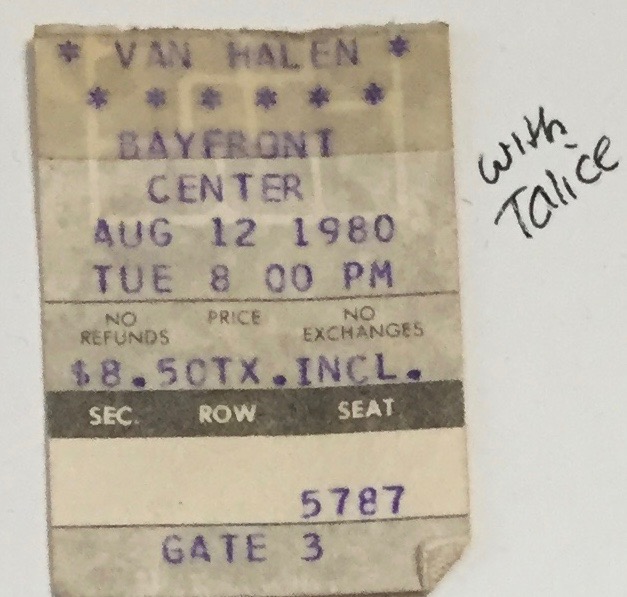 * VAN HALEN *
* * * * * *
BAYFRONT
CENTER
AUG 12 1980
TUE 8 00 PM
NO REFUNDS PRICE NO EXCHANGES
$8.50TX.INCL.
SEC. ROW SEAT
5787
GATE 3
with
Talice